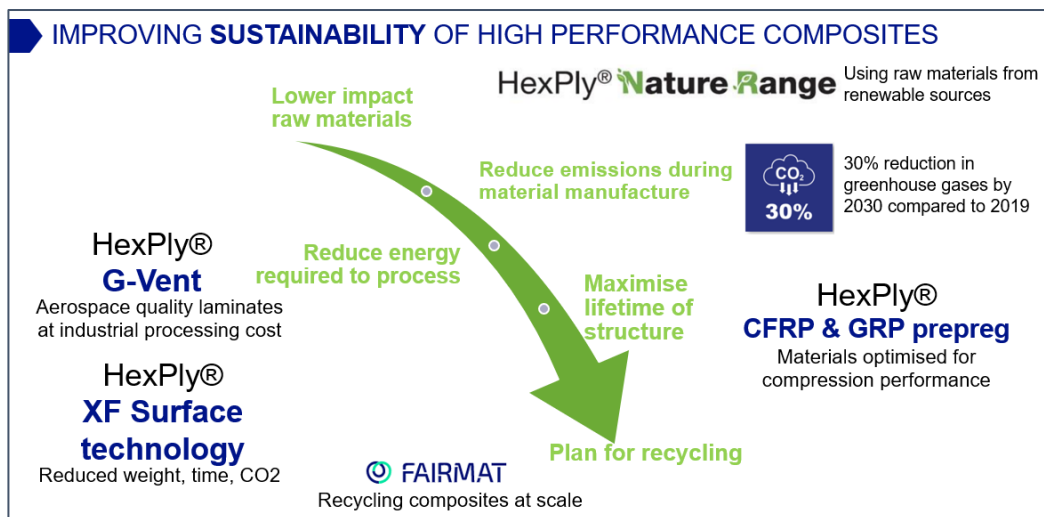 IMPROVING SUSTAINABILITY OF HIGH PERFORMANCE COMPOSITES
HexPly® Nature Range
Using raw materials from
renewable sources
Lower impact
raw materials
Reduce emissions during
material manufacture
CO2
30%
30% reduction in
greenhouse gases by
2030 compared to 2019
HexPly®
G-Vent
Aerospace quality laminates
at industrial processing cost
Reduce energy
required to process
Maximise
lifetime of
structure
HexPly®
CFRP & GRP prepreg
Materials optimised for
compression performance
HexPly®
XF Surface
technology
Reduced weight, time, CO2
Plan for recycling
FAIRMAT
Recycling composites at scale